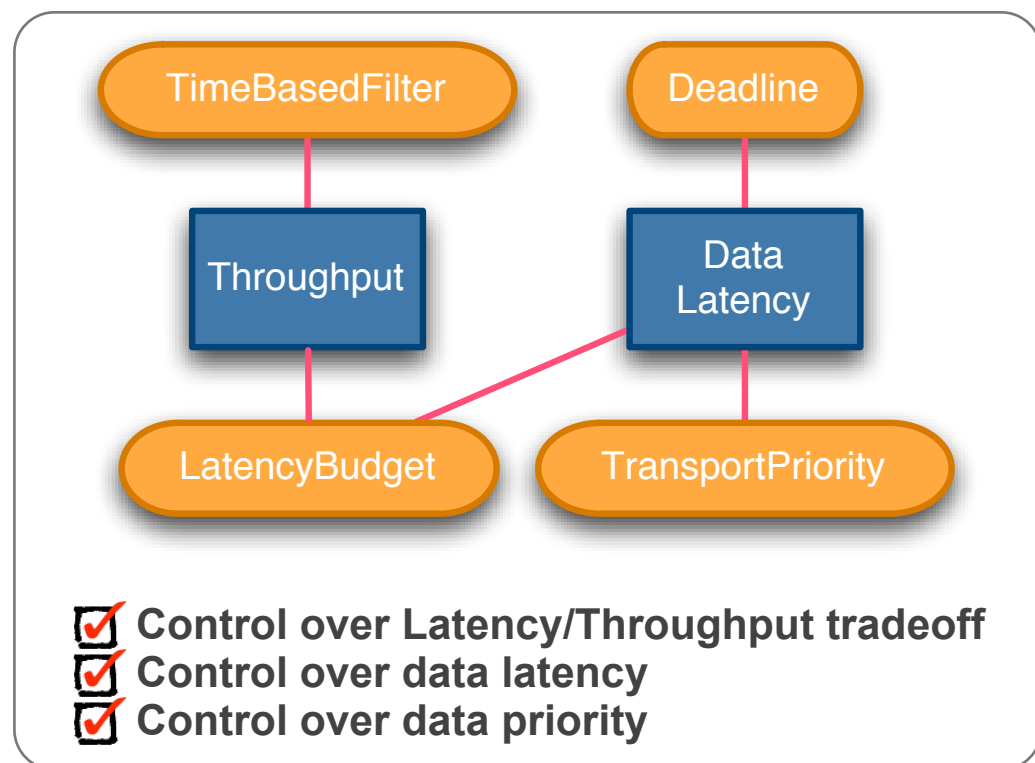 TimeBasedFilter
Deadline
Throughput
Data
Latency
LatencyBudget
TransportPriority
Control over Latency/Throughput tradeoff
Control over data latency
Control over data priority